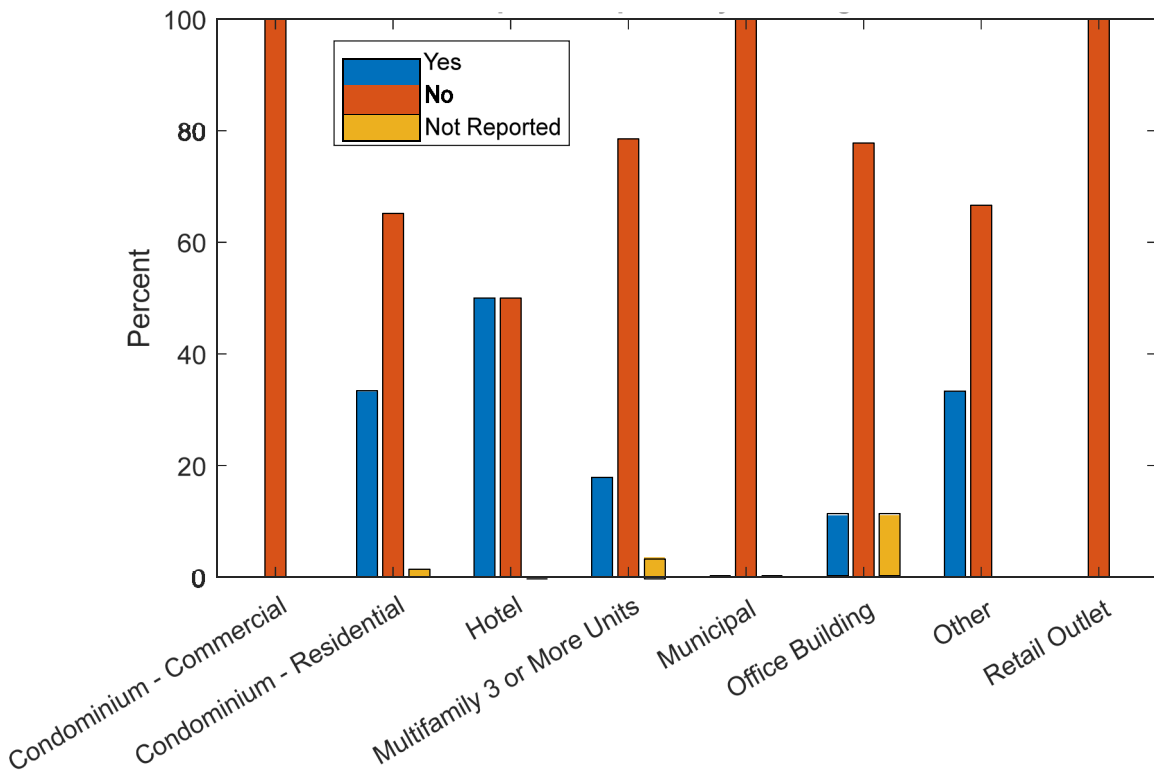 100
80
60
40
20
0
Percent
Yes
No
Not Reported
Condominium - Commercial
Condominium - Residential
Hotel
Multifamily 3 or More Units
Municipal
Office Building
Other
Retail Outlet